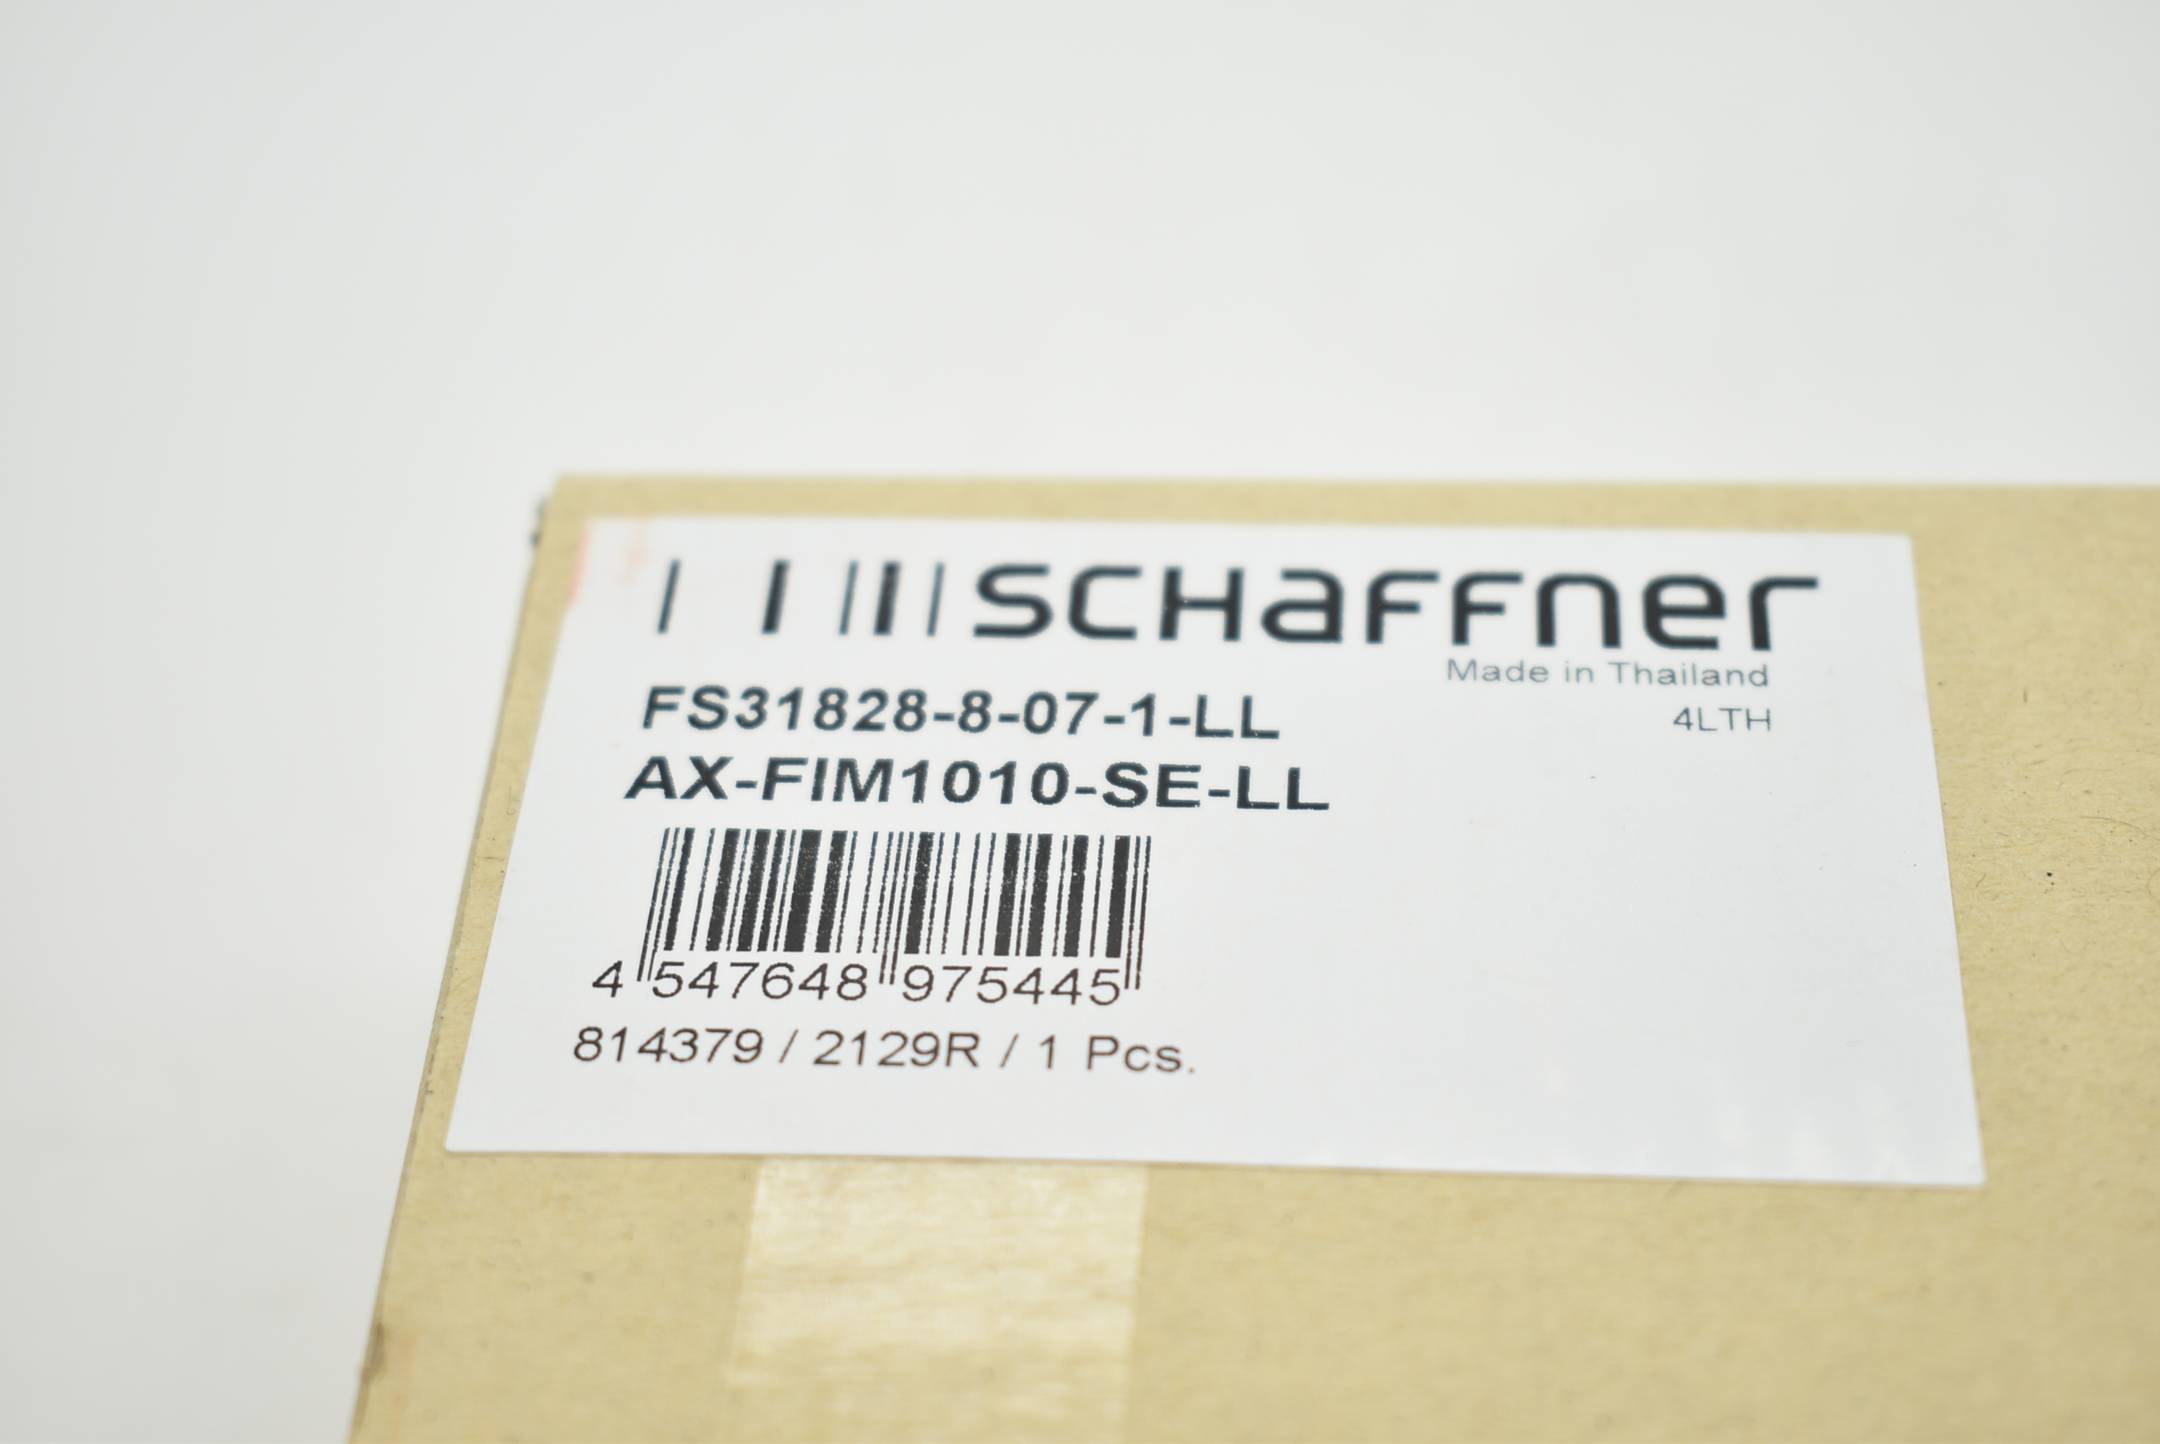 SCHaFFner
Made in Thailand
FS31828-8-07-1-LL
4LTH
AX-FIM1010-SE-LL
4 547648 975445
814379 / 2129R / 1 Pcs.